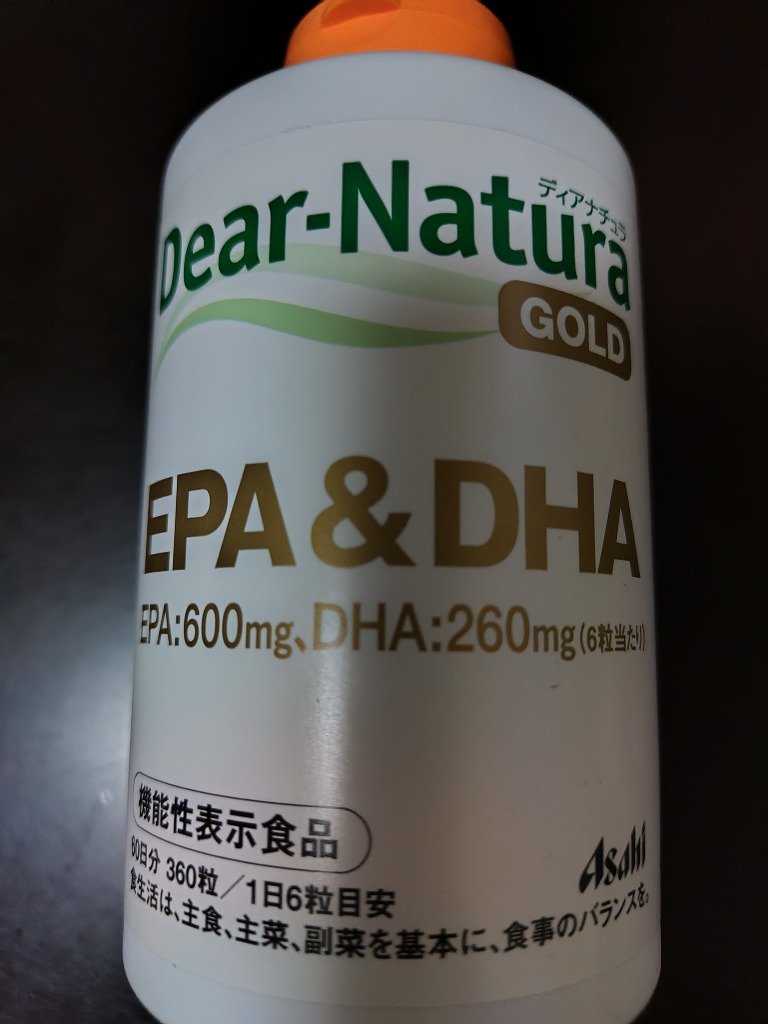 ディアナチュラ
Dear-Natura
GOLD
EPA & DHA
EPA:600mg、DHA:260mg(6粒当たり)
機能性表示食品
60日分 360粒/1日6粒目安
Asahi
食生活は、主食、主菜、副菜を基本に、食事のバランスを。